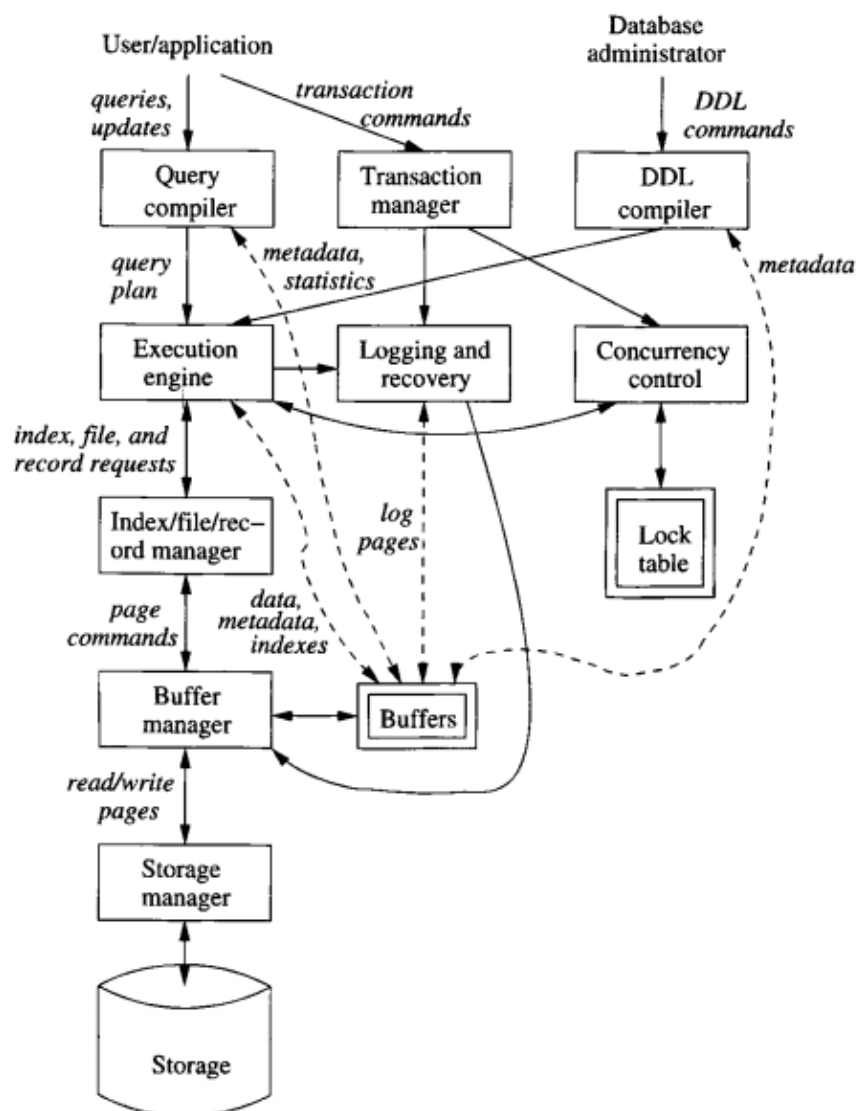 User/application
Database
administrator
queries,
updates
transaction
commands
DDL
commands
Query
compiler
Transaction
manager
DDL
compiler
query
plan
metadata,
statistics
metadata
Execution
engine
Logging and
recovery
Concurrency
control
index, file, and
record requests
Index/file/rec–
ord manager
log
pages
Lock
table
page
commands
data,
metadata,
indexes
Buffer
manager
Buffers
read/write
pages
Storage
manager
Storage